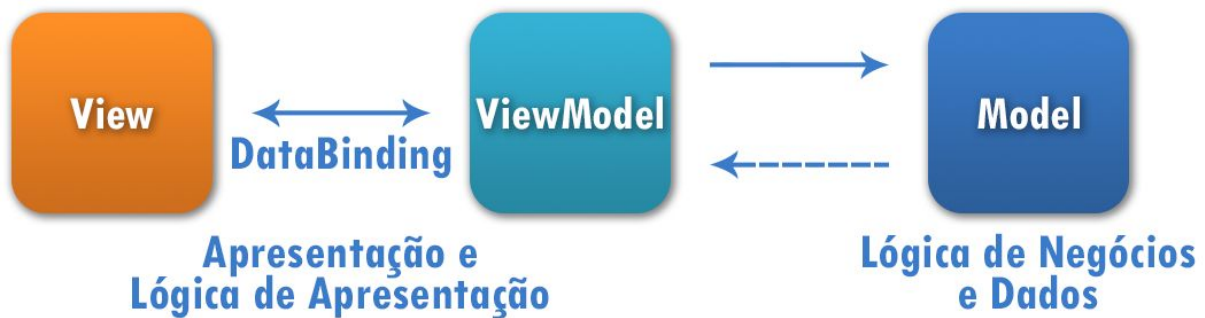 View
DataBinding
ViewModel
Model
Apresentação e
Lógica de Apresentação
Lógica de Negócios
e Dados